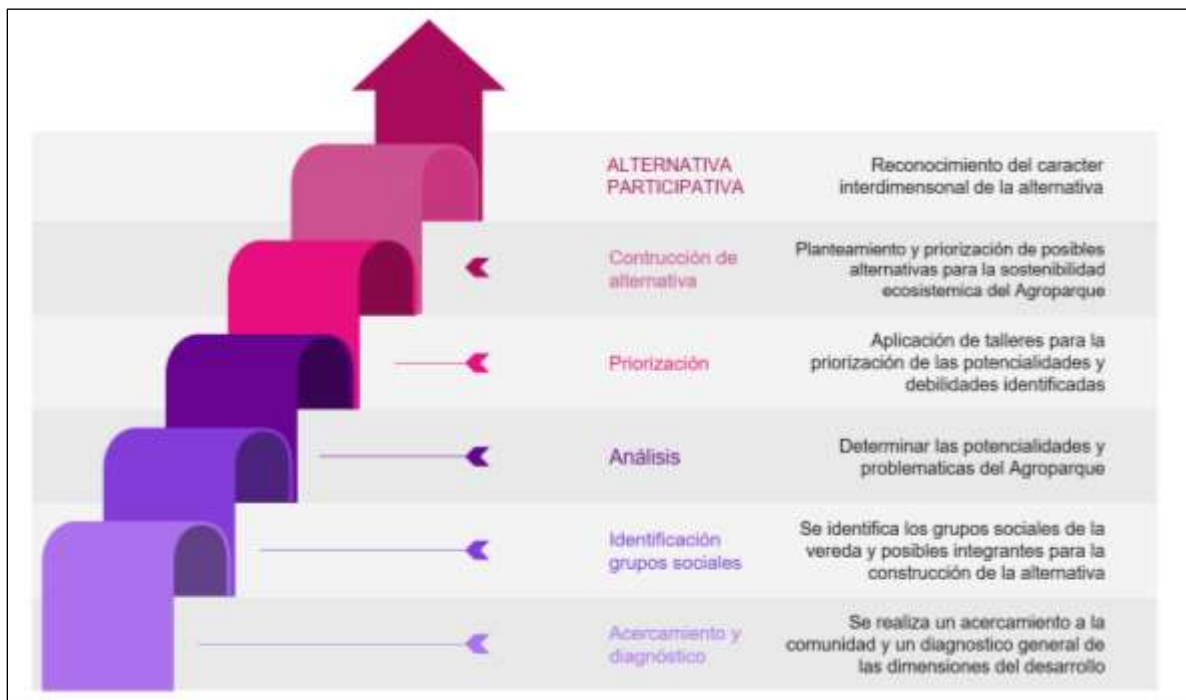 ALTERNATIVA
PARTICIPATIVA
Reconocimiento del caracter
interdimensonal de la alternativa
Contrucción de
alternativa
Planteamiento y priorización de posibles
alternativas para la sostenibilidad
ecosistemica del Agroparque
Priorización
Aplicación de talleres para la
priorización de las potencialidades y
debilidades identificadas
Análisis
Determinar las potencialidades y
problematicas del Agroparque
Identificación
grupos sociales
Se identifica los grupos sociales de la
vereda y posibles integrantes para la
construcción de la alternativa
Acercamiento y
diagnóstico
Se realiza un acercamiento a la
comunidad y un diagnostico general de
las dimensiones del desarrollo